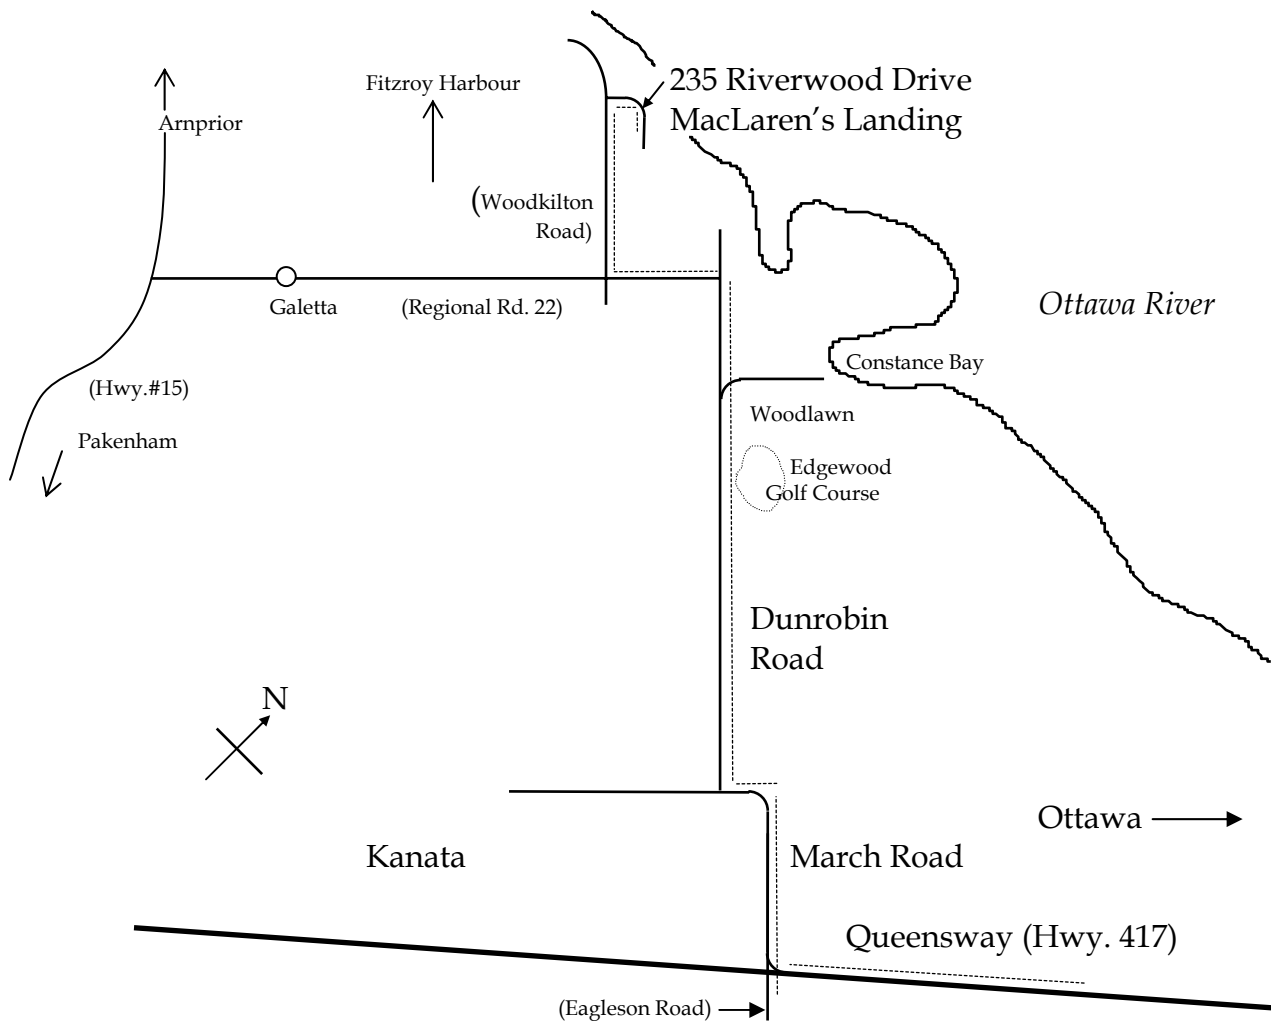 235 Riverwood Drive
MacLaren's Landing
Fitzroy Harbour
Arnprior
(Woodkilton
Road)
Galetta
(Regional Rd. 22)
Ottawa River
Constance Bay
(Hwy.#15)
Woodlawn
Pakenham
Edgewood
Golf Course
Dunrobin
Road
N
Ottawa
Kanata
March Road
Queensway (Hwy. 417)
(Eagleson Road)